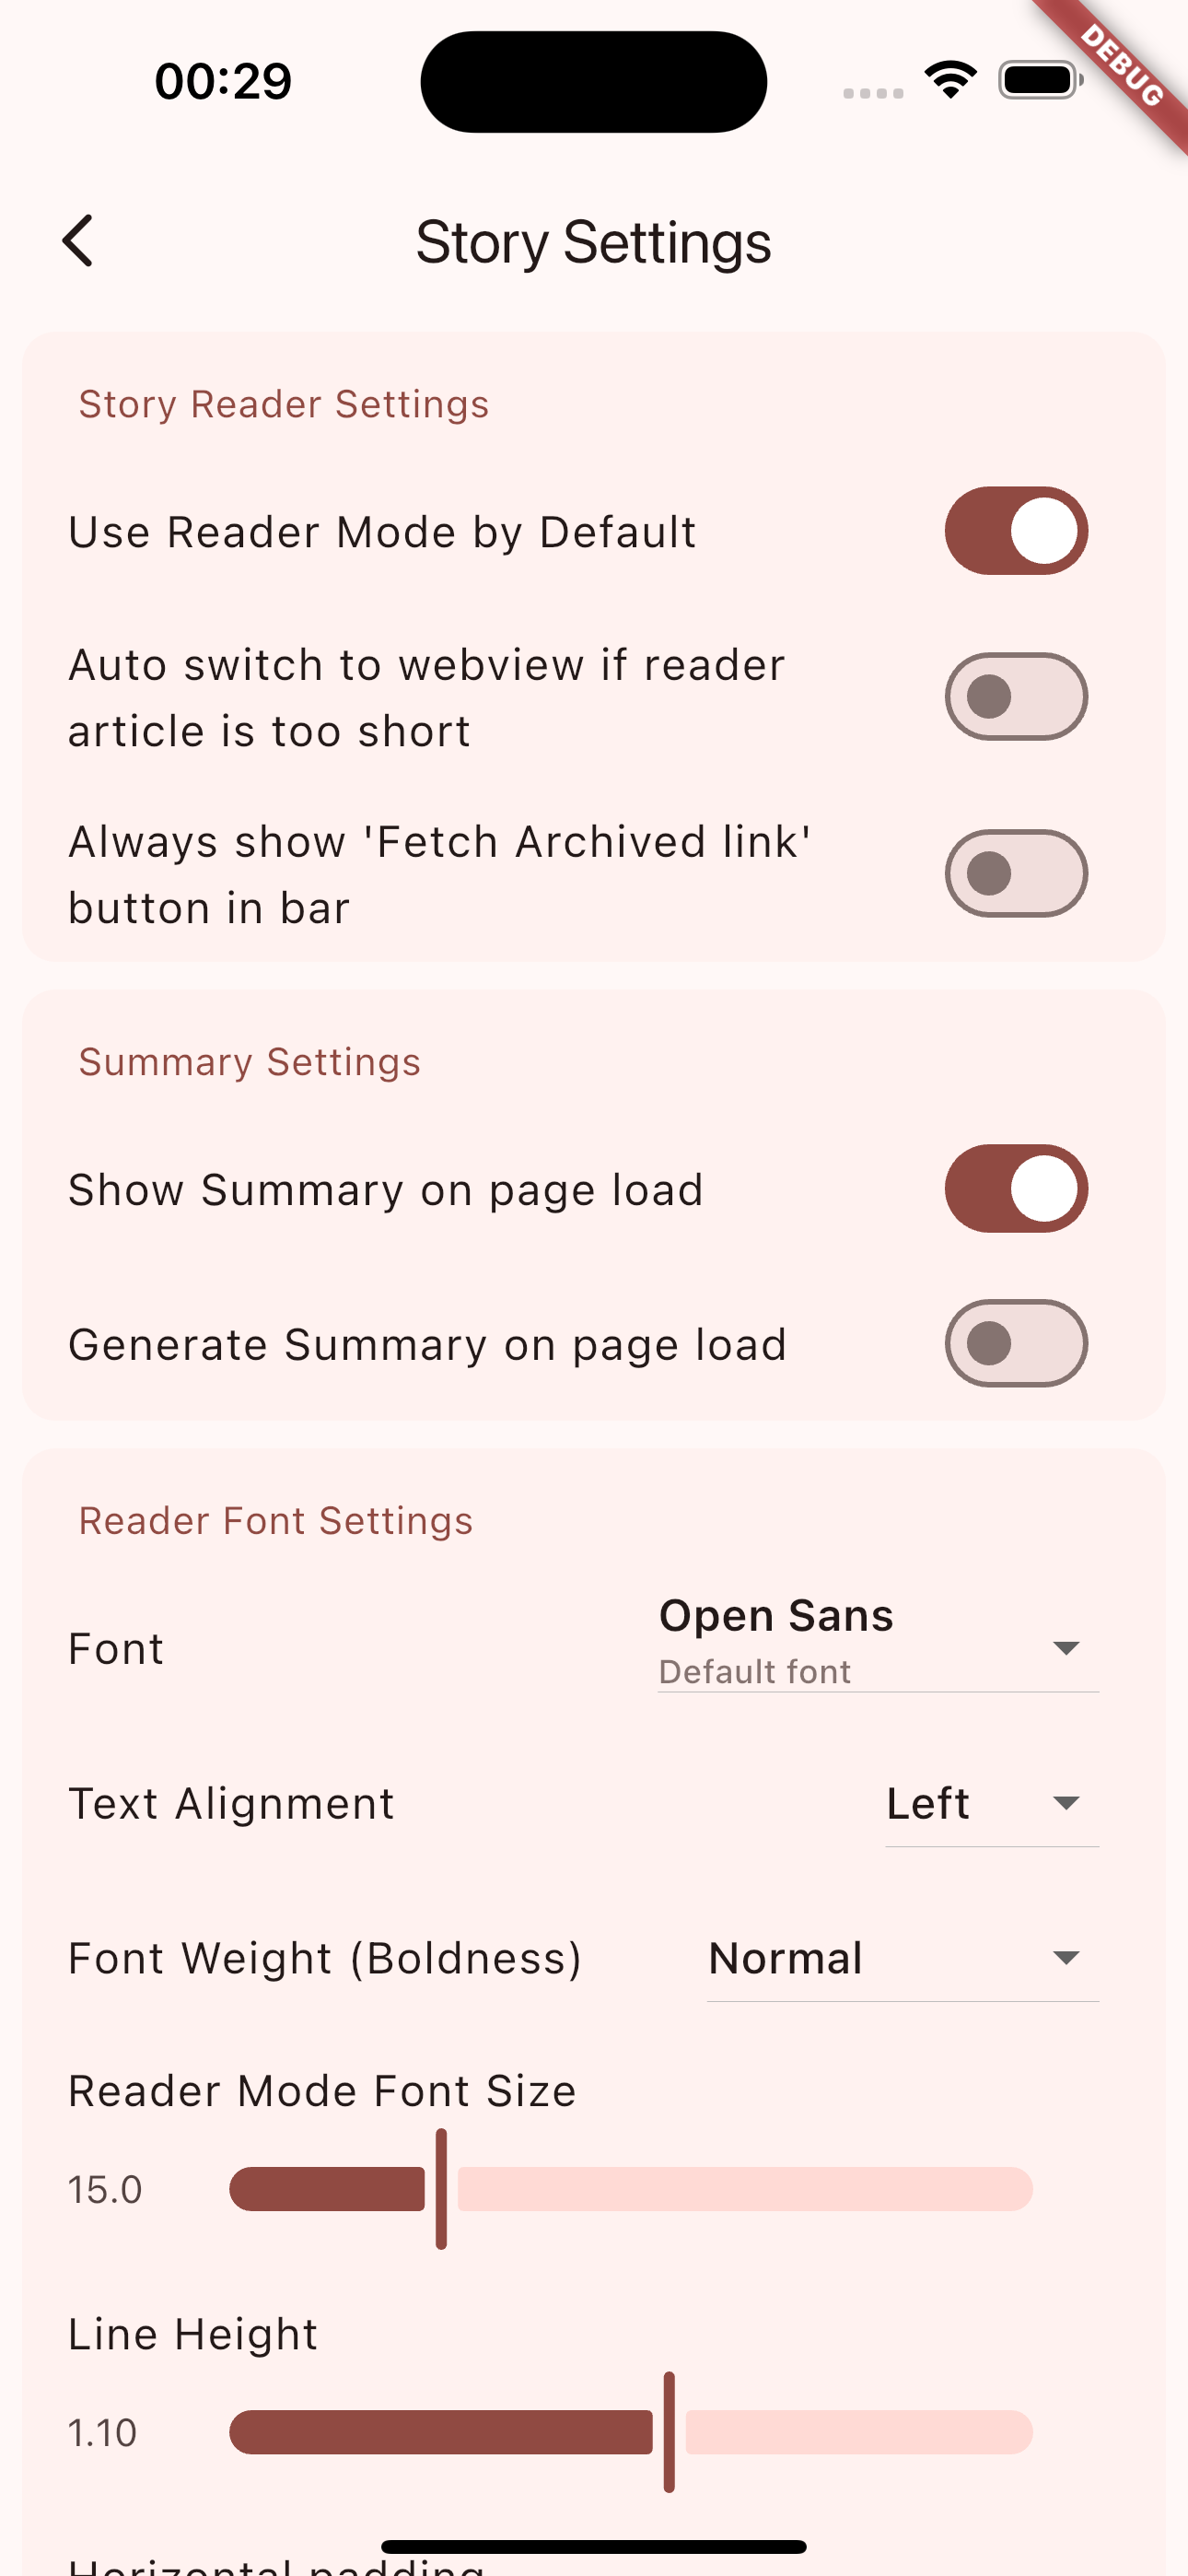 00:29
DEBUG
Story Settings
Story Reader Settings
Use Reader Mode by Default
Auto switch to webview if reader
article is too short
Always show 'Fetch Archived link'
button in bar
Summary Settings
Show Summary on page load
Generate Summary on page load
Reader Font Settings
Font
Open Sans
Default font
Text Alignment
Left
Font Weight (Boldness)
Normal
Reader Mode Font Size
15.0
Line Height
1.10
Horizontal padding